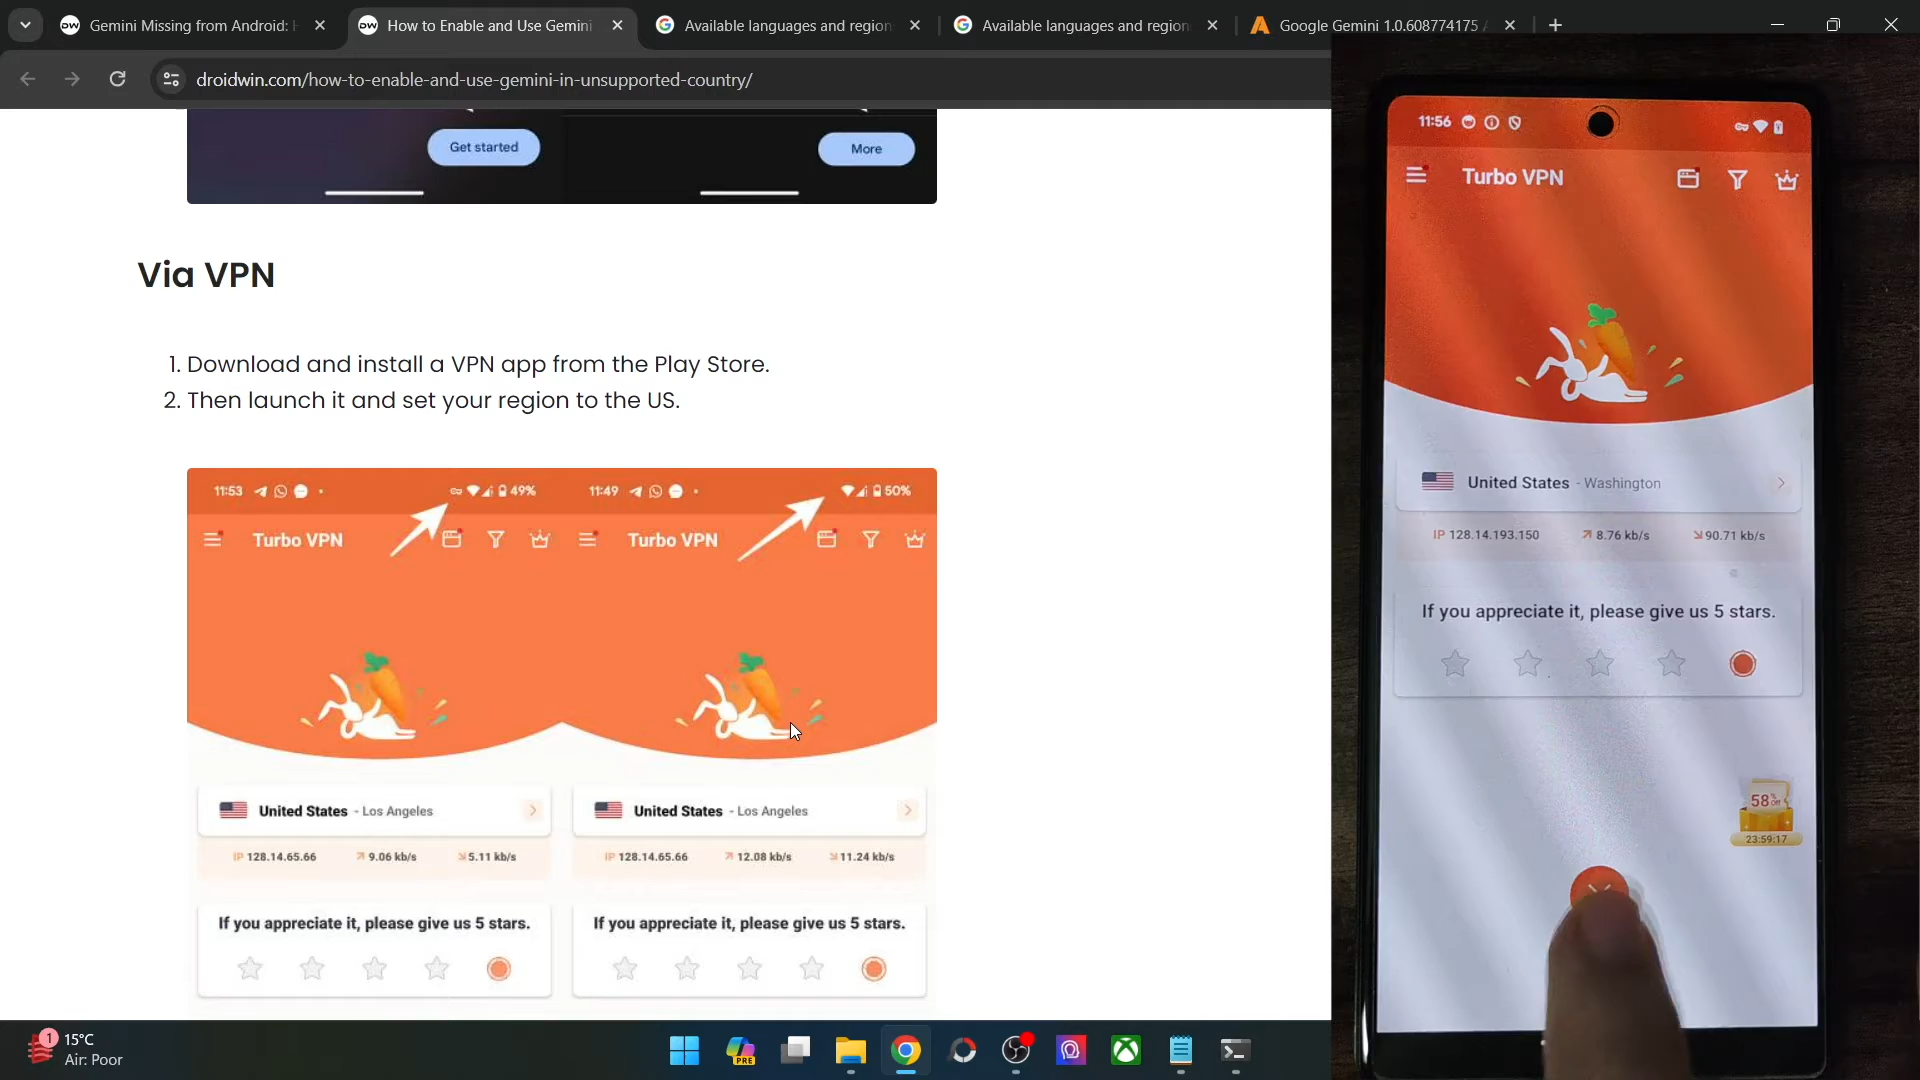 Gemini Missing from Android: H
How to Enable and Use Gemini
Available languages and region
Available languages and region
Google Gemini 1.0.608774175
droidwin.com/how-to-enable-and-use-gemini-in-unsupported-country/
Get started
More
Via VPN
1. Download and install a VPN app from the Play Store.
2. Then launch it and set your region to the US.
11:53
49%
11:49
50%
Turbo VPN
Turbo VPN
United States - Los Angeles
United States - Los Angeles
IP 128.14.65.66
9.06 kb/s
5.11 kb/s
IP 128.14.65.66
12.08 kb/s
11.24 kb/s
If you appreciate it, please give us 5 stars.
If you appreciate it, please give us 5 stars.
11:56
Turbo VPN
United States - Washington
IP 128.14.193.150
8.76 kb/s
90.71 kb/s
If you appreciate it, please give us 5 stars.
58% Off
23:59:17
1
15°C
Air: Poor
PRE